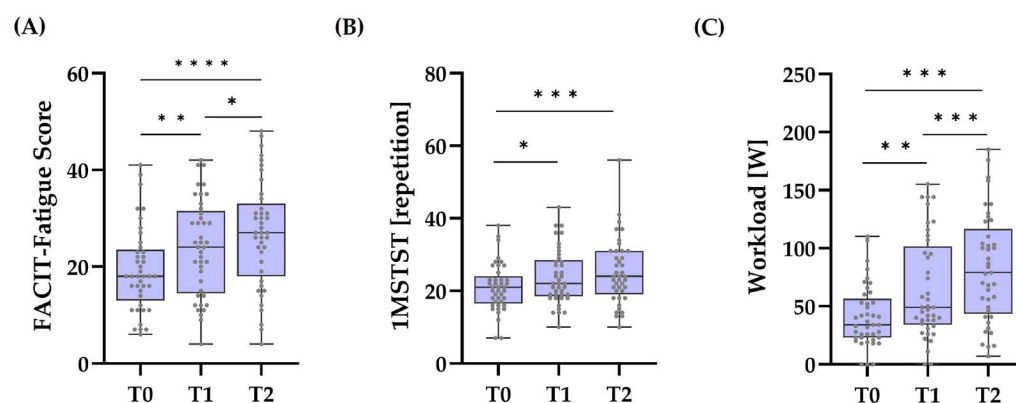 (A)
FACIT-Fatigue Score
60
40
20
0
* * * *
* *
*
T0 T1 T2
(B)
1MSTST [repetition]
80
60
40
20
0
* * *
*
T0 T1 T2
(C)
Workload [W]
250
200
150
100
50
0
* * *
* * *
* *
T0 T1 T2